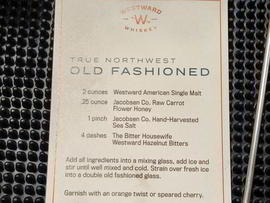 WESTWARD
W
WHISKEY
TRUE NORTHWEST
OLD FASHIONED
2 ounces Westward American Single Malt
.25 ounce Jacobsen Co. Raw Carrot
Flower Honey
1 pinch Jacobsen Co. Hand-Harvested
Sea Salt
4 dashes The Bitter Housewife
Westward Hazelnut Bitters
Add all ingredients into a mixing glass, add ice and
stir until well mixed and cold. Strain over fresh ice
into a double old fashioned glass.
Garnish with an orange twist or speared cherry.